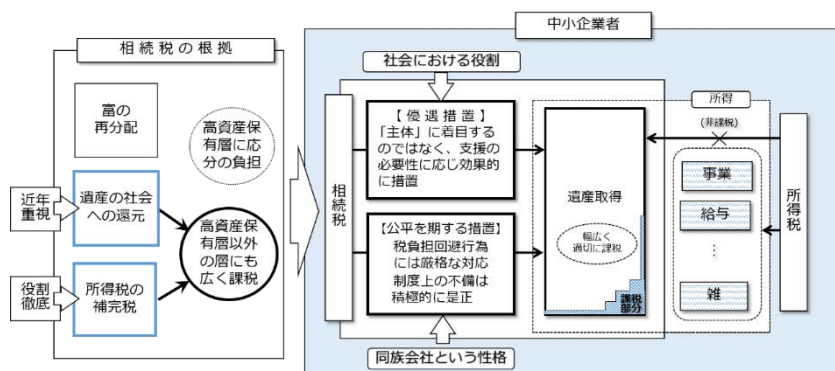 相続税の根拠
富の
再分配
高資産保
有層に応
分の負担
近年
重視
遺産の社会
への還元
高資産保
有層以外
の層にも
広く課税
役割
徹底
所得税の
補完税
中小企業者
社会における役割
相続税
【優遇措置】
「主体」に着目する
のではなく、支援の
必要性に応じ効果的
に措置
【公平を期する措置】
税負担回避行為
には厳格な対応
制度上の不備は
積極的に是正
同族会社という性格
所得
遺産取得
幅広く
適切に課税
課税
部分
(非課税)
事業
給与
⋮
雑
所得税